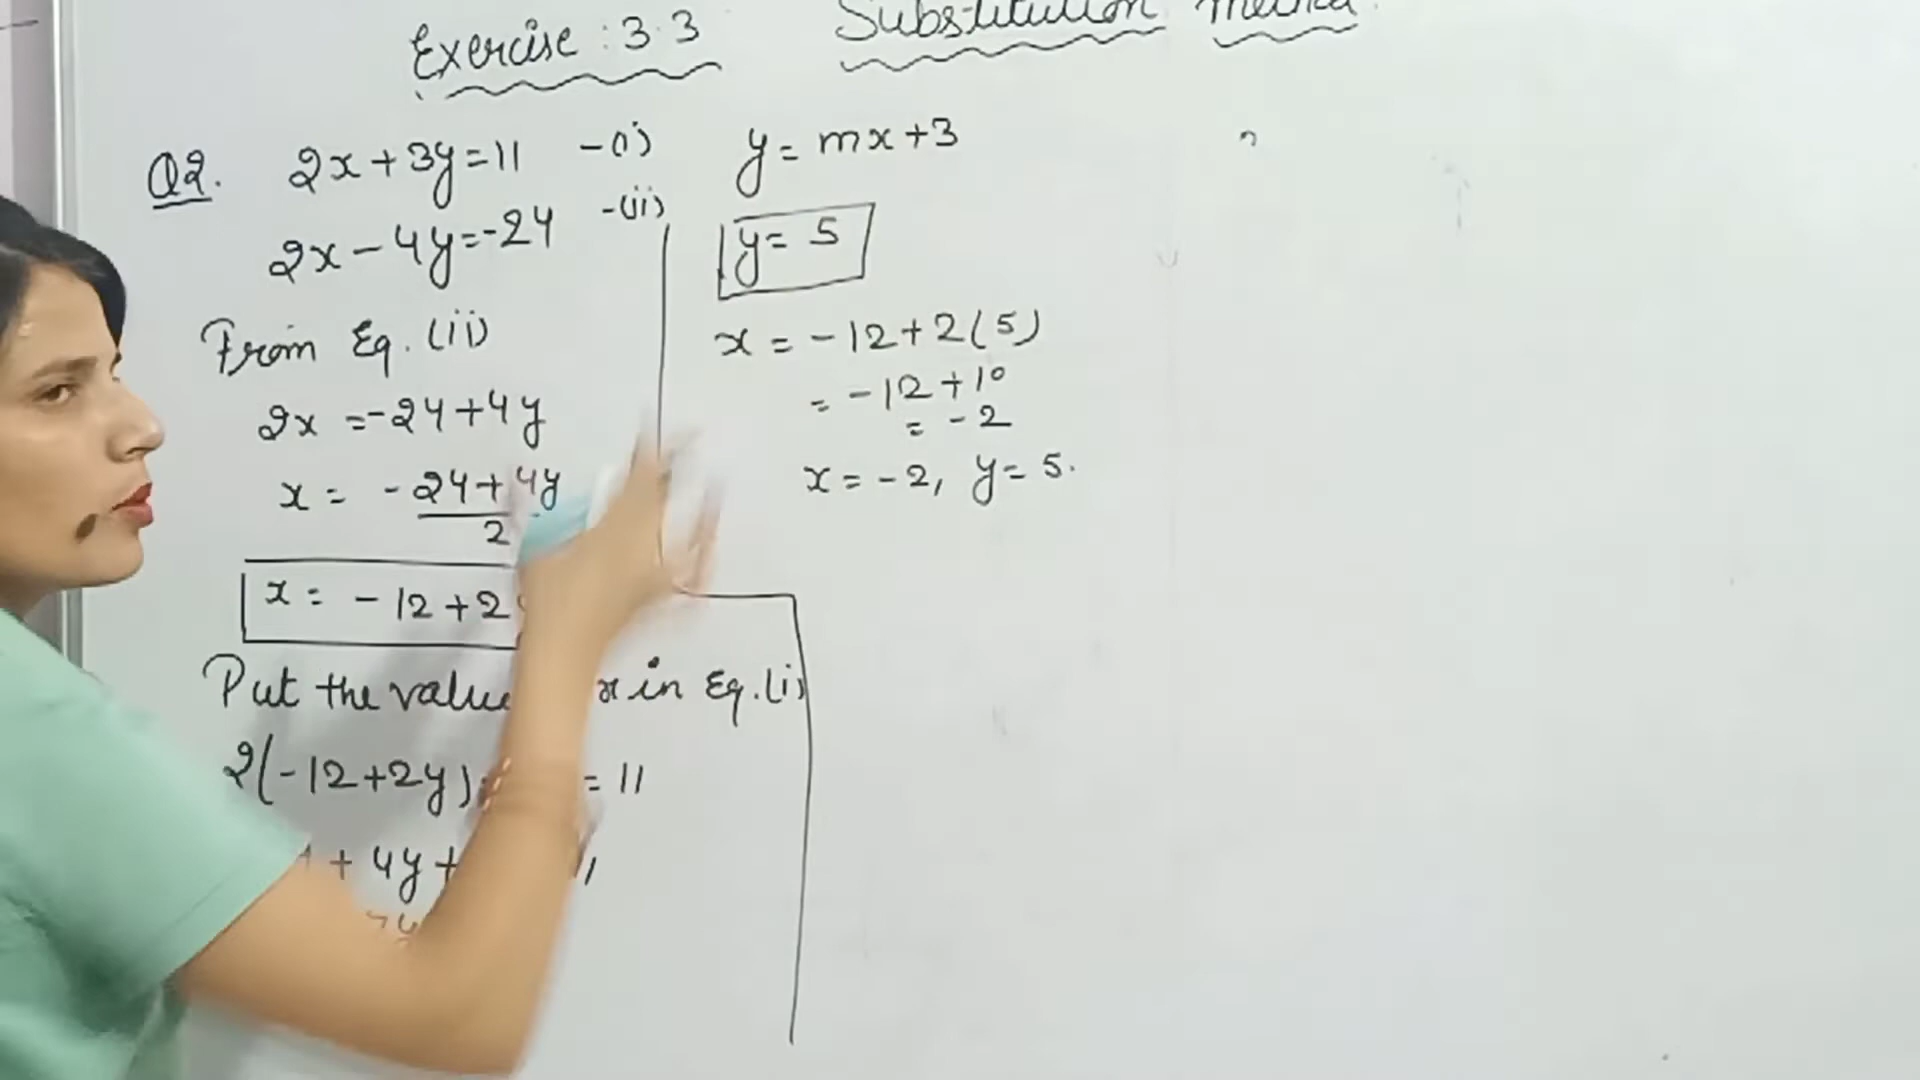 Exercise : 3.3 Substitution Method
Q2. 2x + 3y = 11 - (i)
2x - 4y = -24 - (ii)
From Eq. (ii)
2x = -24 + 4y
x = -24 + 4y
2
x = -12 + 2
Put the value x in Eq. (i)
2(-12 + 2y) = 11
+ 4y +
y = mx + 3
y = 5
x = -12 + 2(5)
= -12 + 10
= -2
x = -2, y = 5.